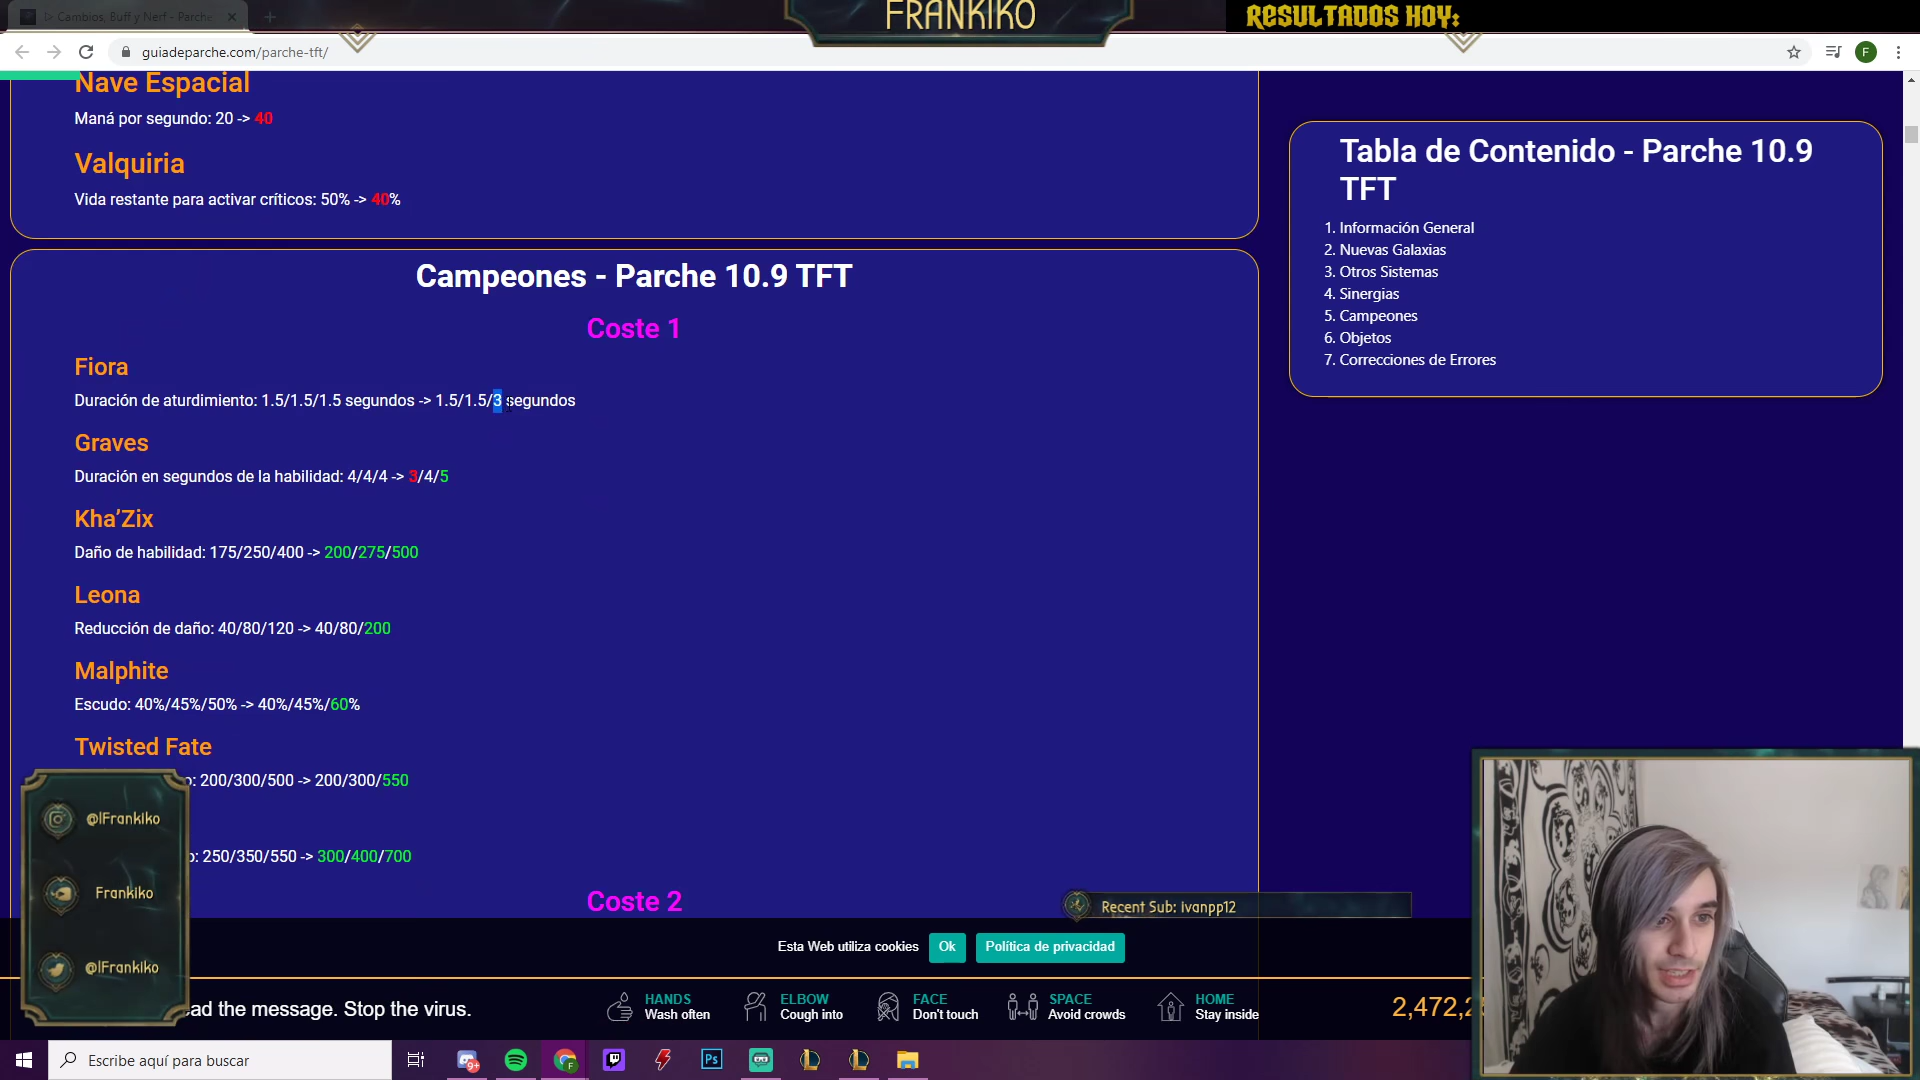 Cambios, Buff y Nerf - Parche
FRANKIKO
RESULTADOS HOY:
guiadeparche.com/parche-tft/
F
Nave Espacial
Maná por segundo: 20 -> 40
Valquiria
Vida restante para activar críticos: 50% -> 40%
Tabla de Contenido - Parche 10.9
TFT
1. Información General
2. Nuevas Galaxias
3. Otros Sistemas
4. Sinergias
5. Campeones
6. Objetos
7. Correcciones de Errores
Campeones - Parche 10.9 TFT
Coste 1
Fiora
Duración de aturdimiento: 1.5/1.5/1.5 segundos -> 1.5/1.5/3 segundos
Graves
Duración en segundos de la habilidad: 4/4/4 -> 3/4/5
Kha’Zix
Daño de habilidad: 175/250/400 -> 200/275/500
Leona
Reducción de daño: 40/80/120 -> 40/80/200
Malphite
Escudo: 40%/45%/50% -> 40%/45%/60%
Twisted Fate
o: 200/300/500 -> 200/300/550
o: 250/350/550 -> 300/400/700
Coste 2
@lFrankiko
Frankiko
@lFrankiko
Recent Sub: ivanpp12
Esta Web utiliza cookies
Ok
Política de privacidad
ead the message. Stop the virus.
HANDS
Wash often
ELBOW
Cough into
FACE
Don't touch
SPACE
Avoid crowds
HOME
Stay inside
2,472,2
Escribe aquí para buscar
9+
Ps